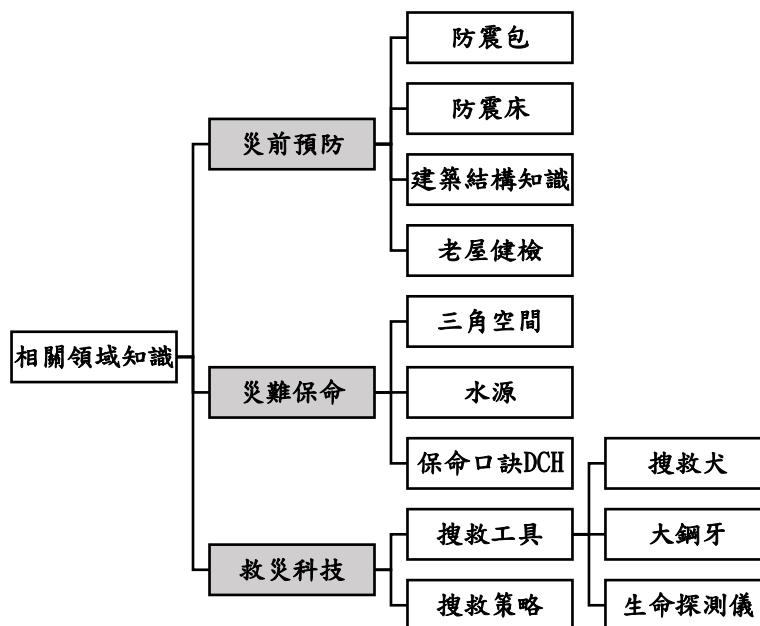 相關領域知識
災前預防
防震包
防震床
建築結構知識
老屋健檢
災難保命
三角空間
水源
保命口訣DCH
救災科技
搜救工具
搜救犬
大鋼牙
生命探測儀
搜救策略